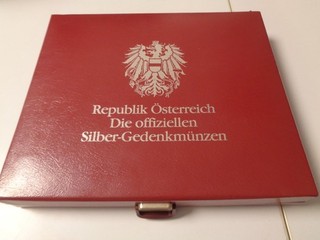 Republik Österreich
Die offiziellen
Silber-Gedenkmünzen